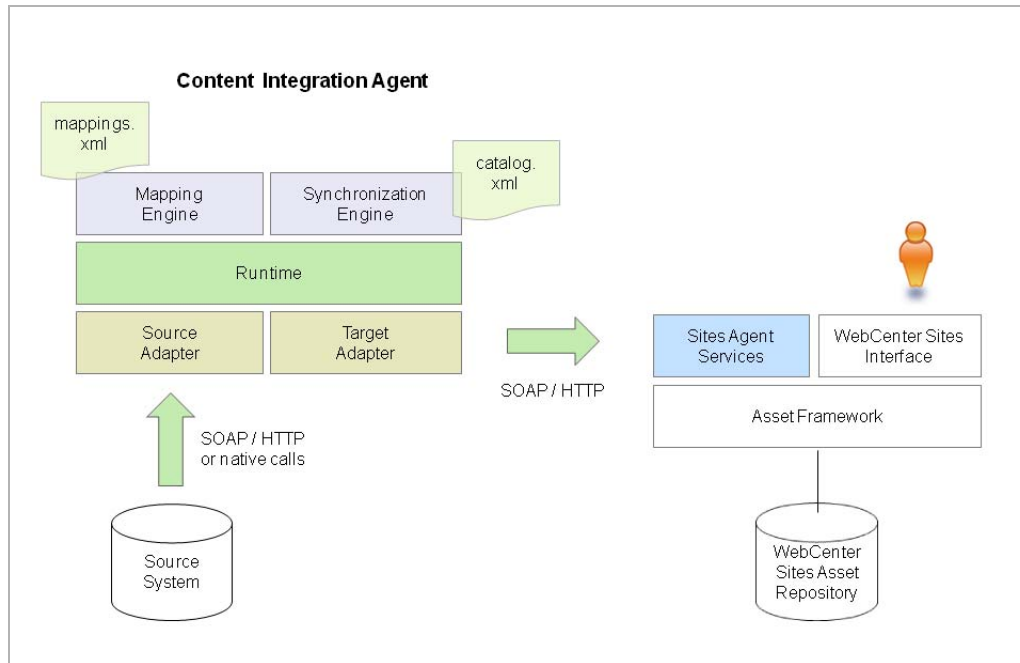 Content Integration Agent
mappings.
xml
catalog.
xml
Mapping
Engine
Synchronization
Engine
Runtime
Source
Adapter
Target
Adapter
SOAP / HTTP
Sites Agent
Services
WebCenter Sites
Interface
Asset Framework
SOAP / HTTP
or native calls
Source
System
WebCenter
Sites Asset
Repository